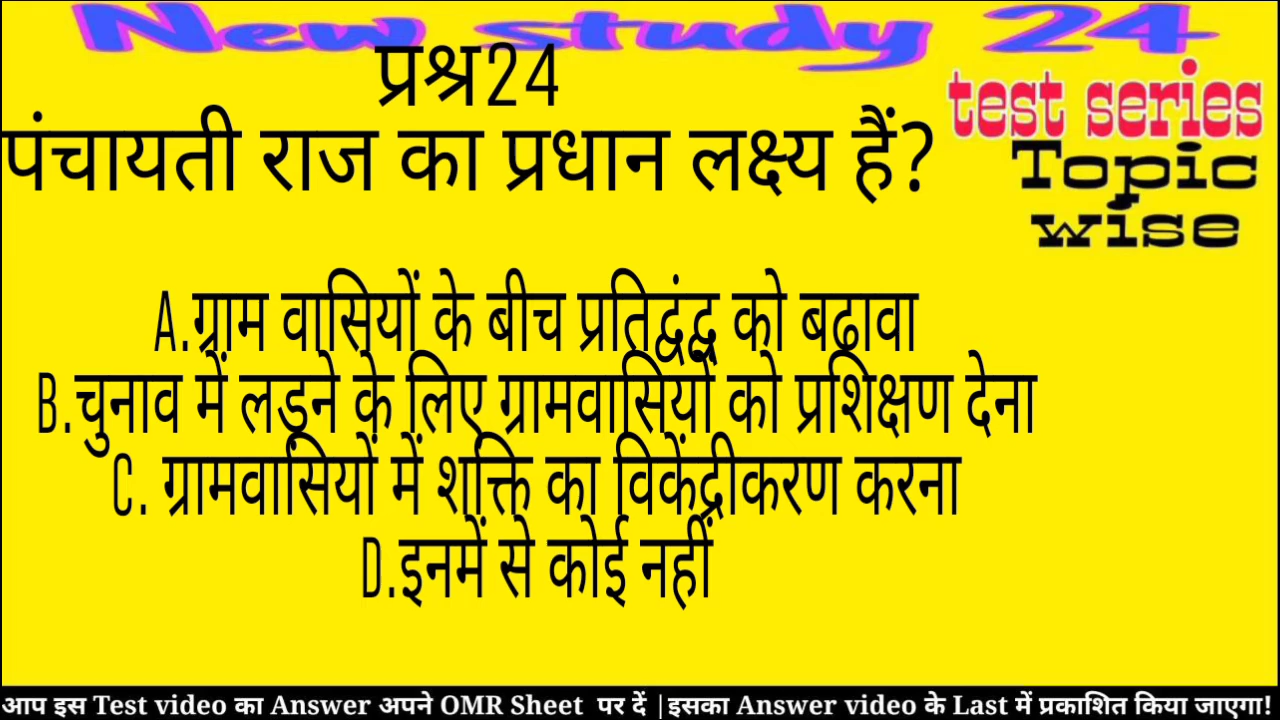 New study 24
प्रश्न24
test series
पंचायती राज का प्रधान लक्ष्य हैं?
Topic
wise
A.ग्राम वासियों के बीच प्रतिद्वंद्व को बढावा
B.चुनाव में लड़ने के लिए ग्रामवासियों को प्रशिक्षण देना
C. ग्रामवासियों में शक्ति का विकेंद्रीकरण करना
D.इनमें से कोई नहीं
आप इस Test video का Answer अपने OMR Sheet पर दें |इसका Answer video के Last में प्रकाशित किया जाएगा!